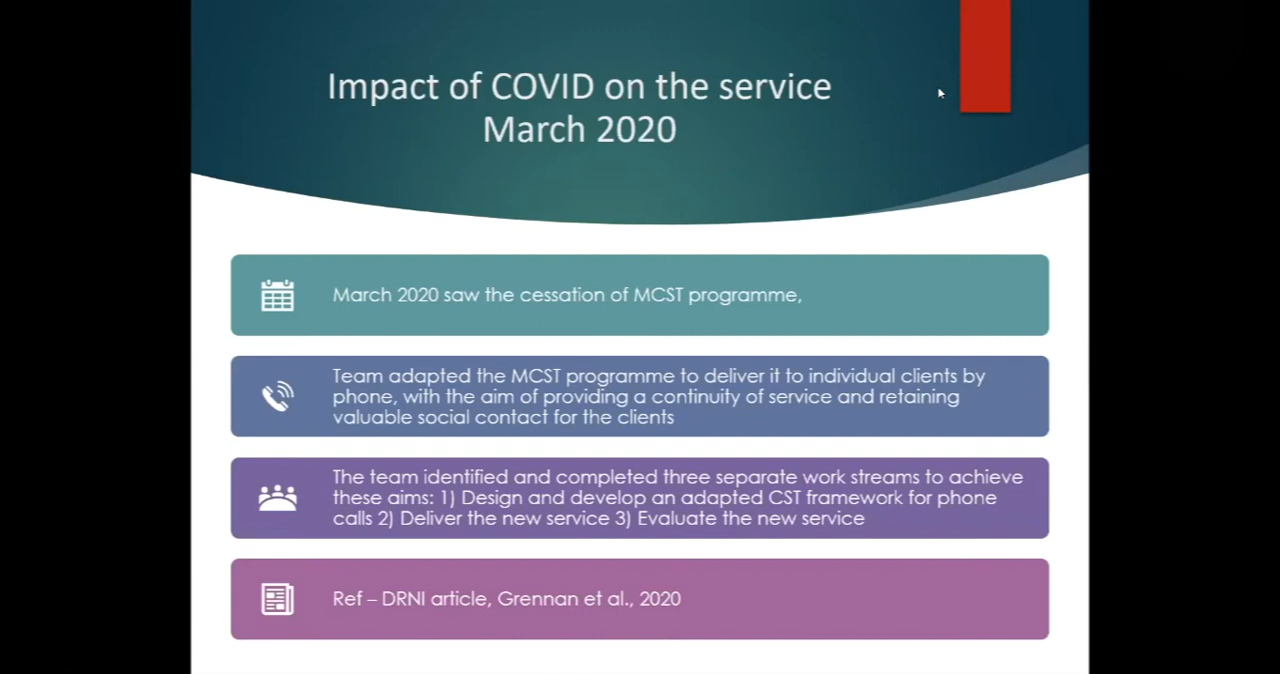 Impact of COVID on the service
March 2020
March 2020 saw the cessation of MCST programme,
Team adapted the MCST programme to deliver it to individual clients by
phone, with the aim of providing a continuity of service and retaining
valuable social contact for the clients
The team identified and completed three separate work streams to achieve
these aims: 1) Design and develop an adapted CST framework for phone
calls 2) Deliver the new service 3) Evaluate the new service
Ref – DRNI article, Grennan et al., 2020